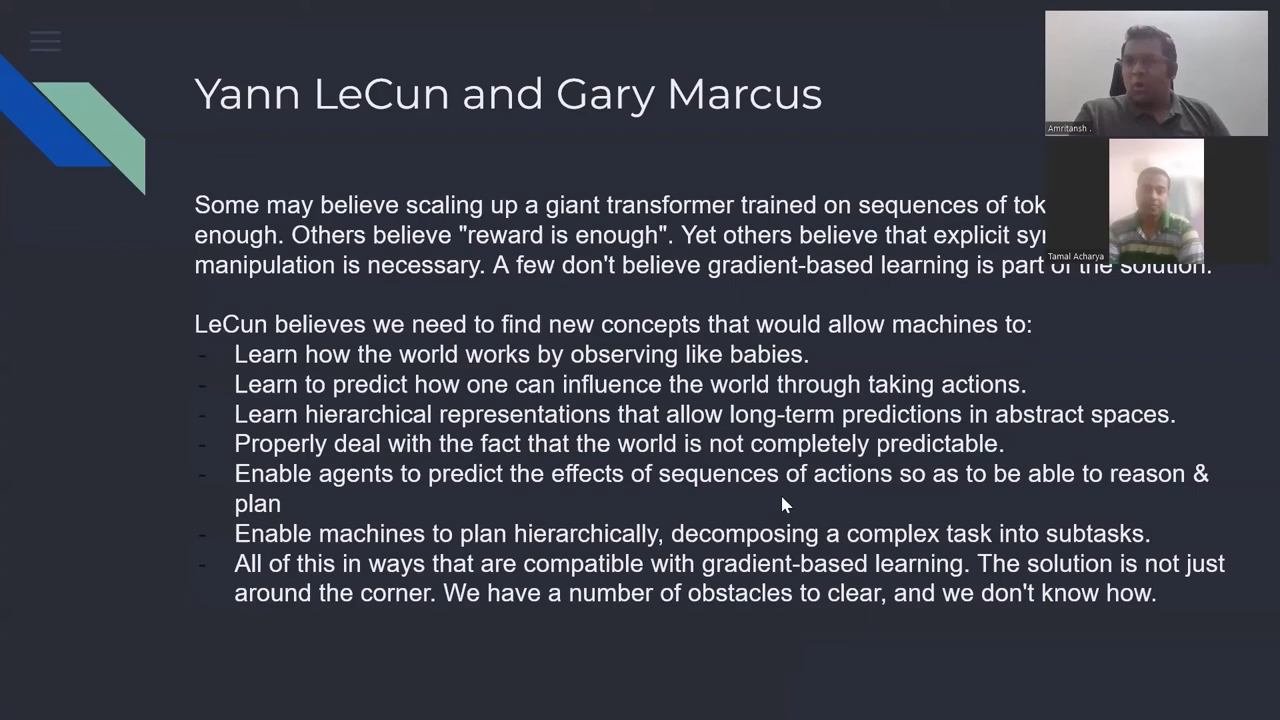 Yann LeCun and Gary Marcus
Amritansh .
Some may believe scaling up a giant transformer trained on sequences of
enough. Others believe "reward is enough". Yet others believe that explicit
manipulation is necessary. A few don't believe gradient-based learning is part of the solution.
Tamal Acharya
LeCun believes we need to find new concepts that would allow machines to:
- Learn how the world works by observing like babies.
- Learn to predict how one can influence the world through taking actions.
- Learn hierarchical representations that allow long-term predictions in abstract spaces.
- Properly deal with the fact that the world is not completely predictable.
- Enable agents to predict the effects of sequences of actions so as to be able to reason &
plan
- Enable machines to plan hierarchically, decomposing a complex task into subtasks.
- All of this in ways that are compatible with gradient-based learning. The solution is not just
around the corner. We have a number of obstacles to clear, and we don't know how.